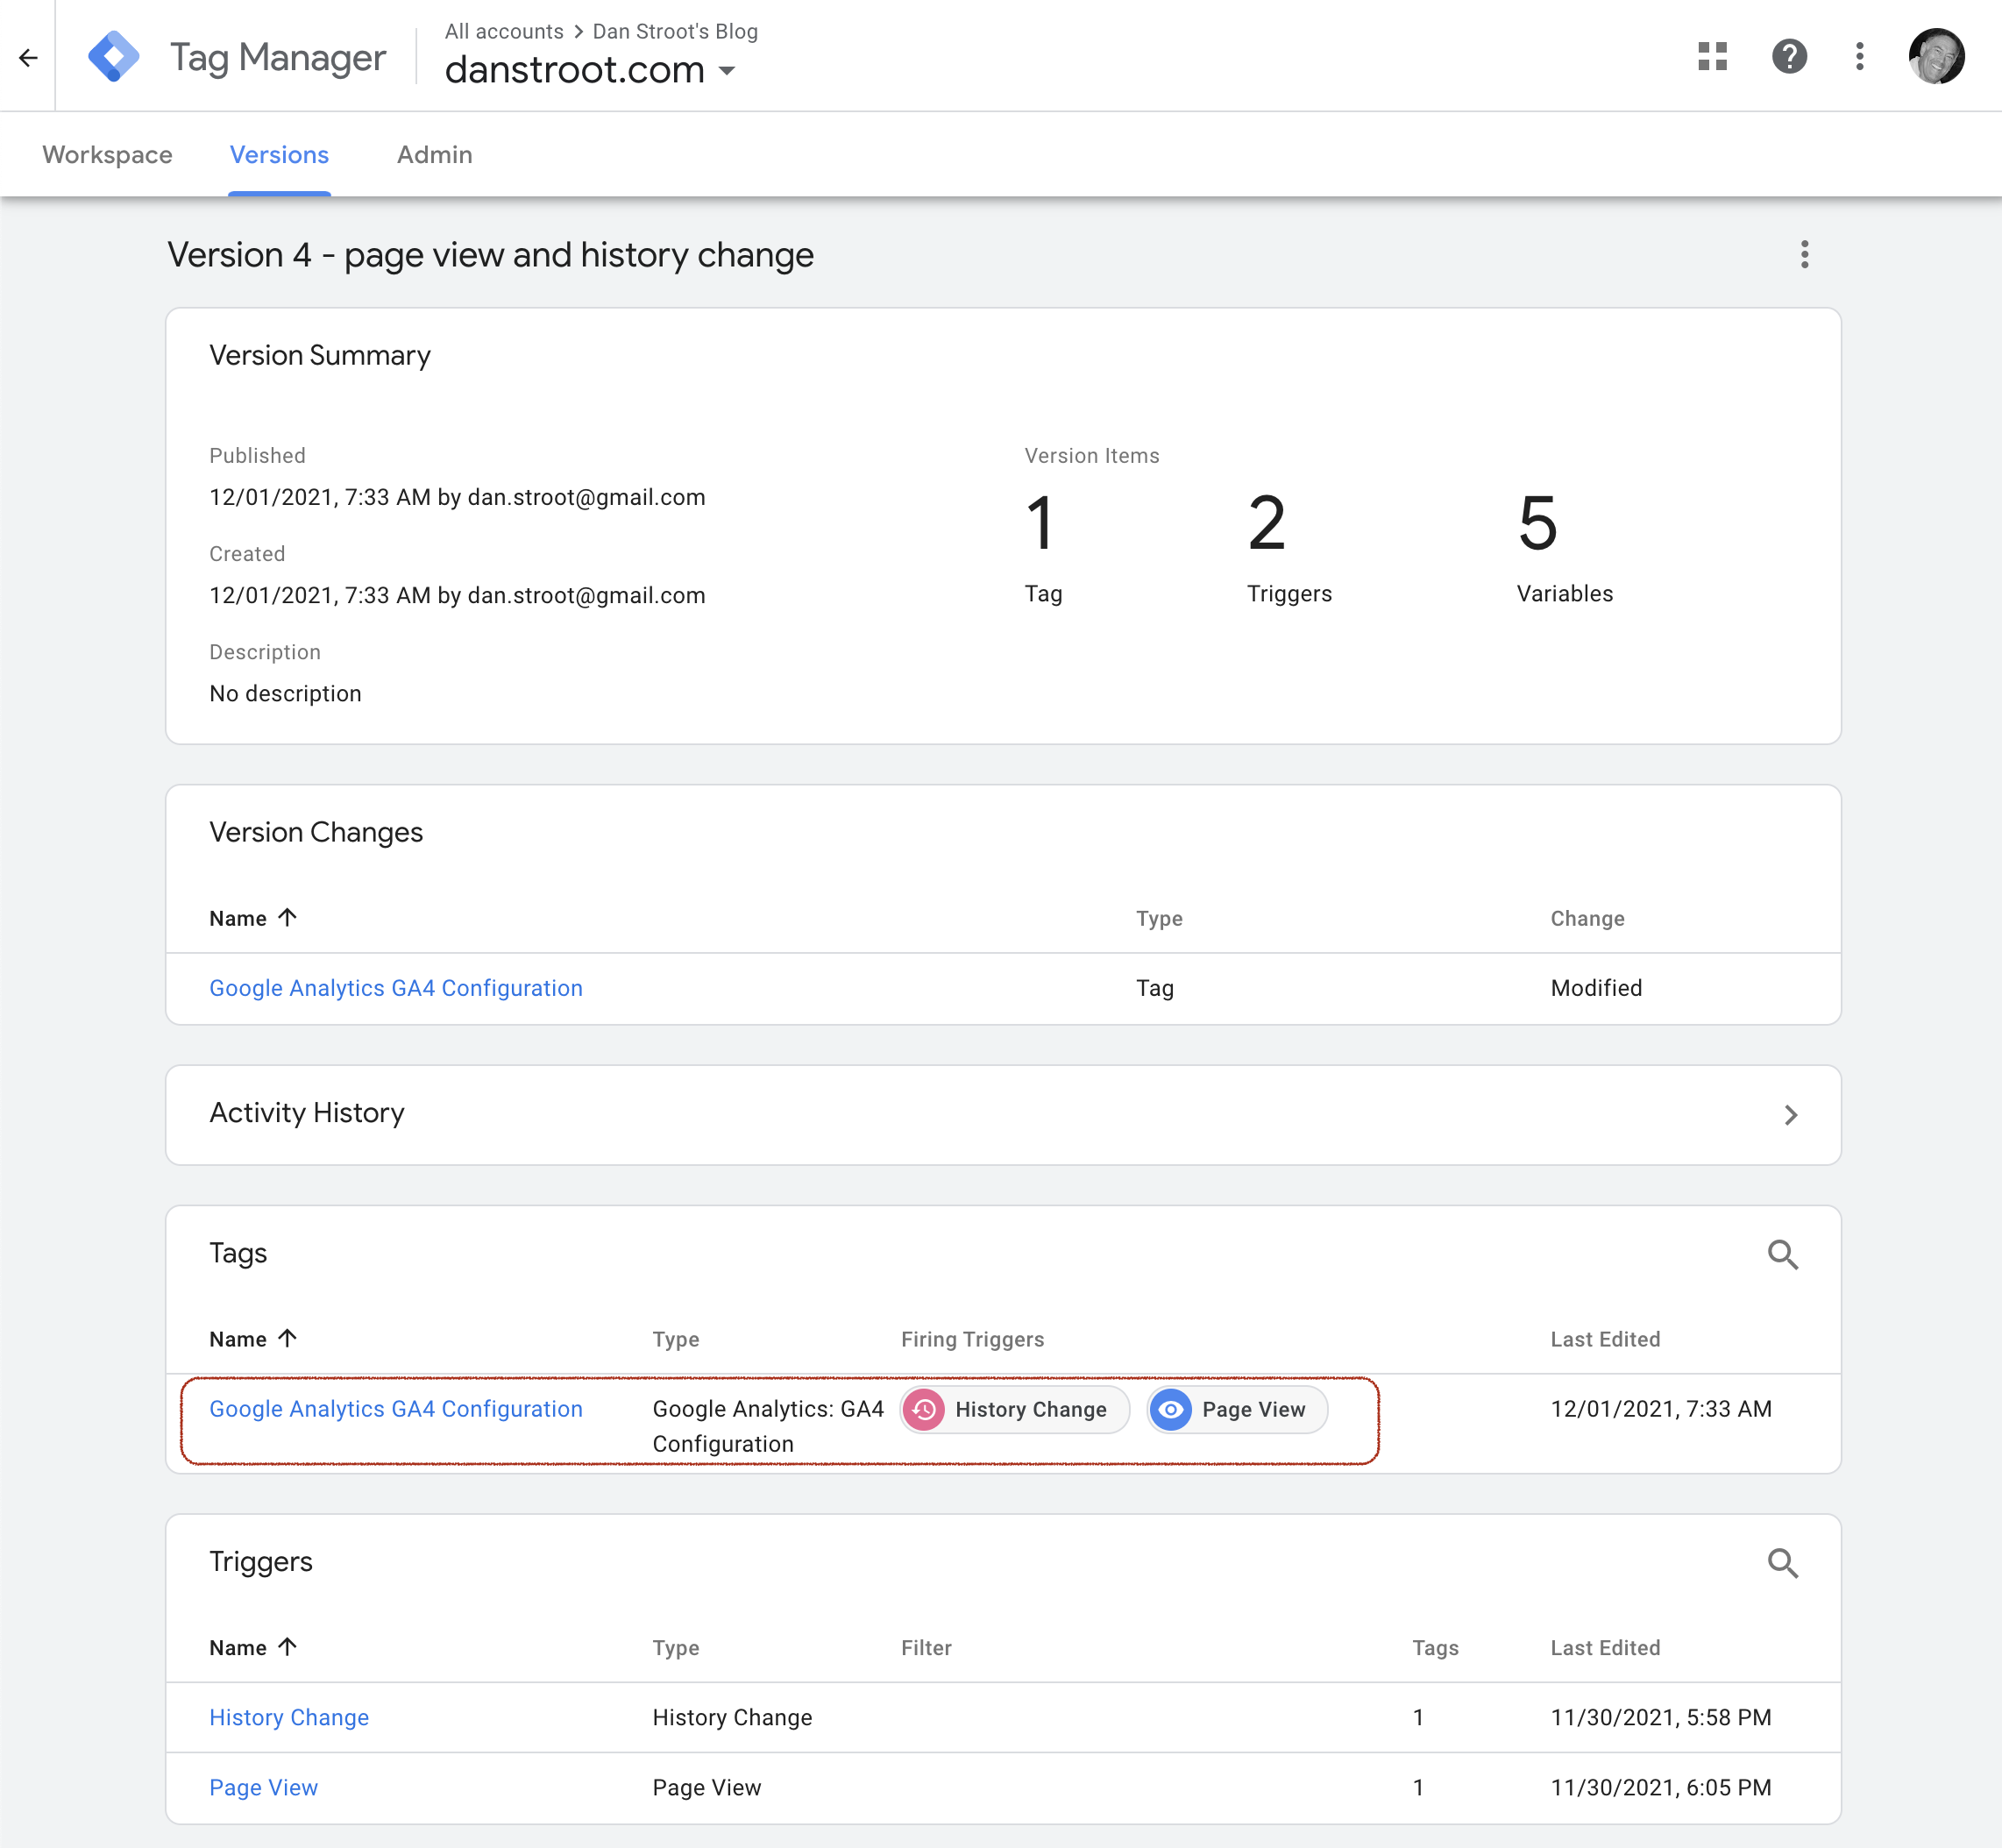 All accounts > Dan Stroot's Blog
Tag Manager
danstroot.com
Workspace Versions Admin
Version 4 - page view and history change
Version Summary
Published
12/01/2021, 7:33 AM by dan.stroot@gmail.com
Created
12/01/2021, 7:33 AM by dan.stroot@gmail.com
Description
No description
Version Items
1 2 5
Tag Triggers Variables
Version Changes
Name Type Change
Google Analytics GA4 Configuration Tag Modified
Activity History
Tags
Name Type Firing Triggers Last Edited
Google Analytics GA4 Configuration Google Analytics: GA4 History Change Page View 12/01/2021, 7:33 AM
Configuration
Triggers
Name Type Filter Tags Last Edited
History Change History Change 1 11/30/2021, 5:58 PM
Page View Page View 1 11/30/2021, 6:05 PM